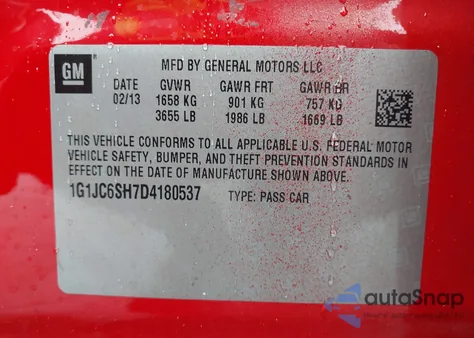 GM
MFD BY GENERAL MOTORS LLC
DATE GVWR GAWR FRT GAWR RR
02/13 1658 KG 901 KG 757 KG
3655 LB 1986 LB 1669 LB
THIS VEHICLE CONFORMS TO ALL APPLICABLE U.S. FEDERAL MOTOR
VEHICLE SAFETY, BUMPER, AND THEFT PREVENTION STANDARDS
IN EFFECT ON THE DATE OF MANUFACTURE SHOWN ABOVE.
1G1JC6SH7D4180537 TYPE: PASS CAR
autoSnap